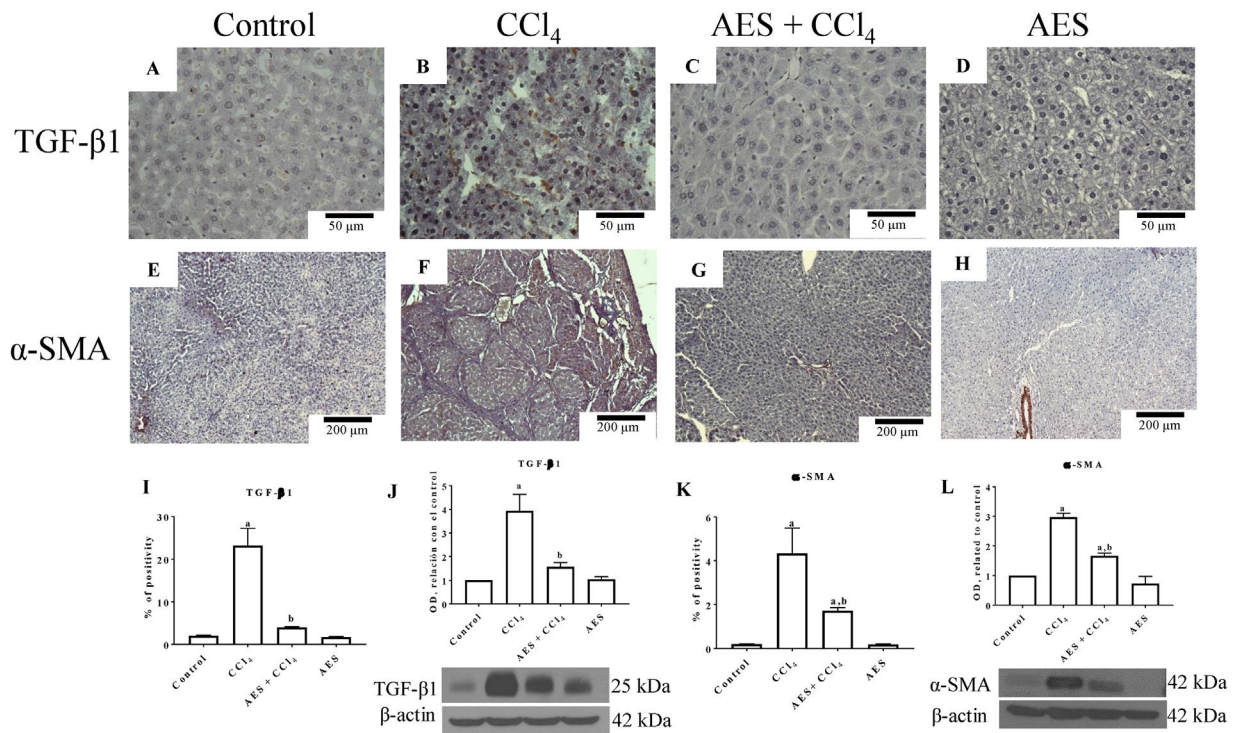 Control CCl₄ AES + CCl₄ AES
TGF-β1
A
B
C
D
50 μm
50 μm
50 μm
50 μm
α-SMA
E
F
G
H
200 μm
200 μm
200 μm
200 μm
I
TGF-β1
% of positivity
30
20
10
0
Control
CCl₄
AES + CCl₄
AES
a
b
J
TGF-β1
OD, relación con el control
5
4
3
2
1
0
Control
CCl₄
AES + CCl₄
AES
a
b
TGF-β1 25 kDa
β-actin 42 kDa
K
α-SMA
% of positivity
6
4
2
0
Control
CCl₄
AES+ CCl₄
AES
a
a,b
L
α-SMA
OD, related to control
4
3
2
1
0
Control
CCl₄
AES + CCl₄
AES
a
a,b
α-SMA 42 kDa
β-actin 42 kDa